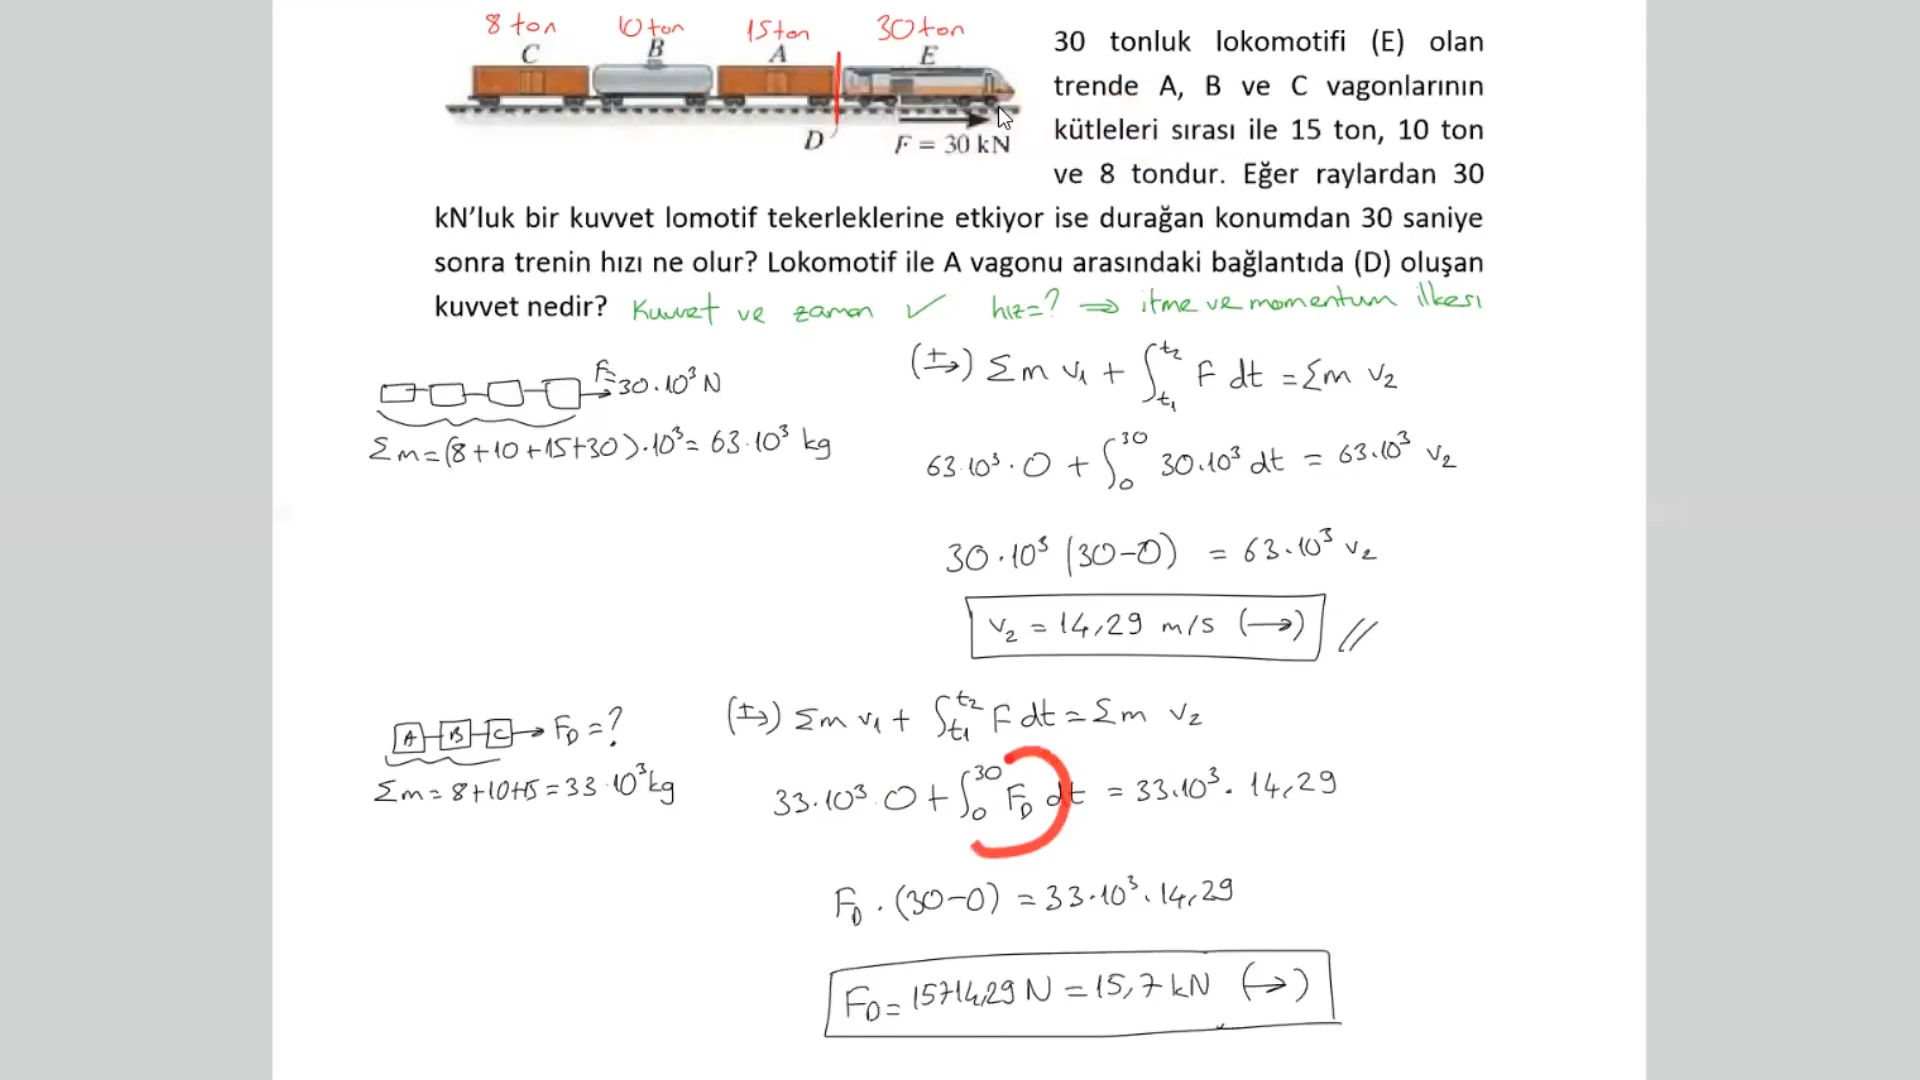 8 ton 10 ton 15 ton 30 ton
C B A E
D F = 30 kN
30 tonluk lokomotifi (E) olan
trende A, B ve C vagonlarının
kütleleri sırası ile 15 ton, 10 ton
ve 8 tondur. Eğer raylardan 30
kN’luk bir kuvvet lomotif tekerleklerine etkiyor ise durağan konumdan 30 saniye
sonra trenin hızı ne olur? Lokomotif ile A vagonu arasındaki bağlantıda (D) oluşan
kuvvet nedir? Kuvvet ve zaman ✓ hız=? ⇒ itme ve momentum ilkesi
F=30.10³ N
Σm=(8+10+15+30).10³=63.10³ kg
(+→) Σm v₁ + ∫t₁^t₂ F dt = Σm v₂
63.10³.0 + ∫₀³⁰ 30.10³ dt = 63.10³ v₂
30.10³ (30-0) = 63.10³ v₂
v₂ = 14,29 m/s (→) //
A B C → F_D=?
Σm=8+10+15=33.10³kg
(+→) Σm v₁ + ∫t₁^t₂ F dt = Σm v₂
33.10³.0 + ∫₀³⁰ F_D dt = 33.10³.14,29
F_D.(30-0) = 33.10³.14,29
F_D=15714,29 N = 15,7 kN (→)